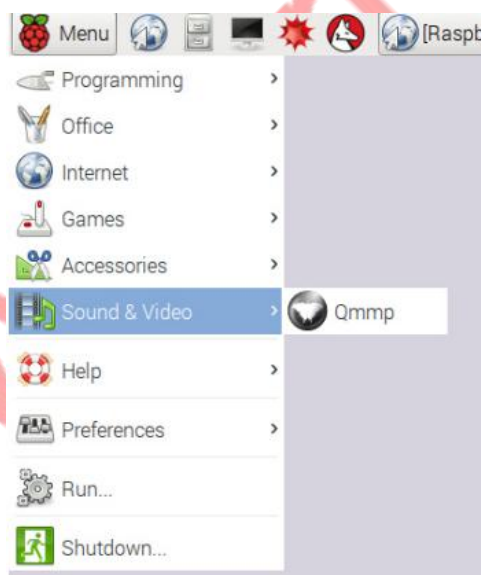 Menu [Raspb
Programming
Office
Internet
Games
Accessories
Sound & Video Qmmp
Help
Preferences
Run...
Shutdown...